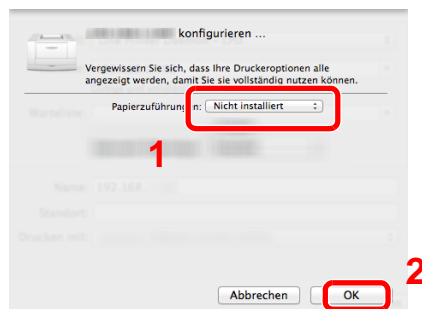 konfigurieren ...
Vergewissern Sie sich, dass Ihre Druckeroptionen alle
angezeigt werden, damit Sie sie vollständig nutzen können.
Papierzuführungen: Nicht installiert
1
Name: 192.168.
Standort:
Drucken mit:
2
Abbrechen OK